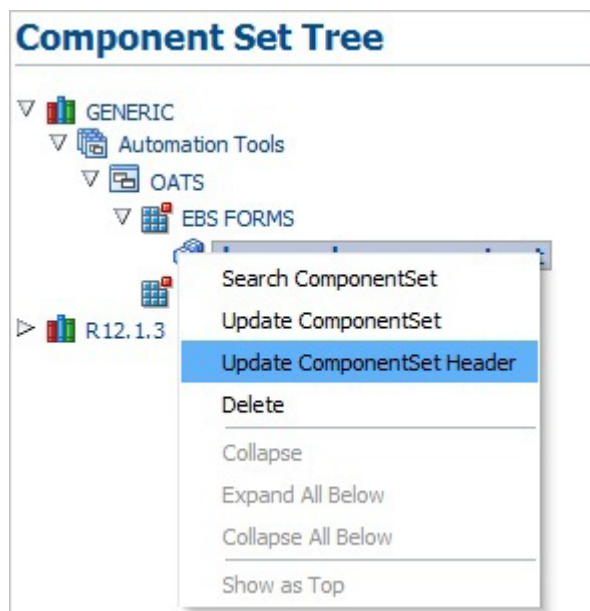 Component Set Tree
GENERIC
Automation Tools
OATS
EBS FORMS
R12.1.3
Search ComponentSet
Update ComponentSet
Update ComponentSet Header
Delete
Collapse
Expand All Below
Collapse All Below
Show as Top